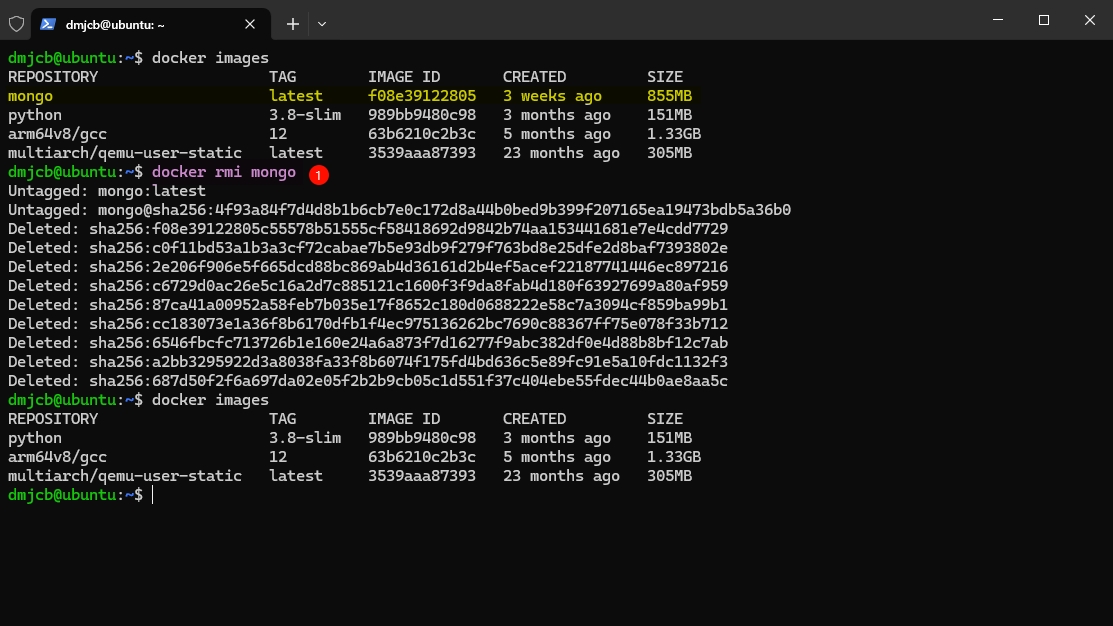 dmjcb@ubuntu: ~
dmjcb@ubuntu:~$ docker images
REPOSITORY TAG IMAGE ID CREATED SIZE
mongo latest f08e39122805 3 weeks ago 855MB
python 3.8-slim 989bb9480c98 3 months ago 151MB
arm64v8/gcc 12 63b6210c2b3c 5 months ago 1.33GB
multiarch/qemu-user-static latest 3539aaa87393 23 months ago 305MB
dmjcb@ubuntu:~$ docker rmi mongo 1
Untagged: mongo:latest
Untagged: mongo@sha256:4f93a84f7d4d8b1b6cb7e0c172d8a44b0bed9b399f207165ea19473bdb5a36b0
Deleted: sha256:f08e39122805c55578b51555cf58418692d9842b74aa153441681e7e4cdd7729
Deleted: sha256:c0f11bd53a1b3a3cf72cabae7b5e93db9f279f763bd8e25dfe2d8baf7393802e
Deleted: sha256:2e206f906e5f665dcd88bc869ab4d36161d2b4ef5acef22187741446ec897216
Deleted: sha256:c6729d0ac26e5c16a2d7c885121c1600f3f9da8fab4d180f63927699a80af959
Deleted: sha256:87ca41a00952a58feb7b035e17f8652c180d0688222e58c7a3094cf859ba99b1
Deleted: sha256:cc183073e1a36f8b6170dfb1f4ec975136262bc7690c88367ff75e078f33b712
Deleted: sha256:6546fbcfc713726b1e160e24a6a873f7d16277f9abc382df0e4d88b8bf12c7ab
Deleted: sha256:a2bb3295922d3a8038fa33f8b6074f175fd4bd636c5e89fc91e5a10fdc1132f3
Deleted: sha256:687d50f2f6a697da02e05f2b2b9cb05c1d551f37c404ebe55fdec44b0ae8aa5c
dmjcb@ubuntu:~$ docker images
REPOSITORY TAG IMAGE ID CREATED SIZE
python 3.8-slim 989bb9480c98 3 months ago 151MB
arm64v8/gcc 12 63b6210c2b3c 5 months ago 1.33GB
multiarch/qemu-user-static latest 3539aaa87393 23 months ago 305MB
dmjcb@ubuntu:~$